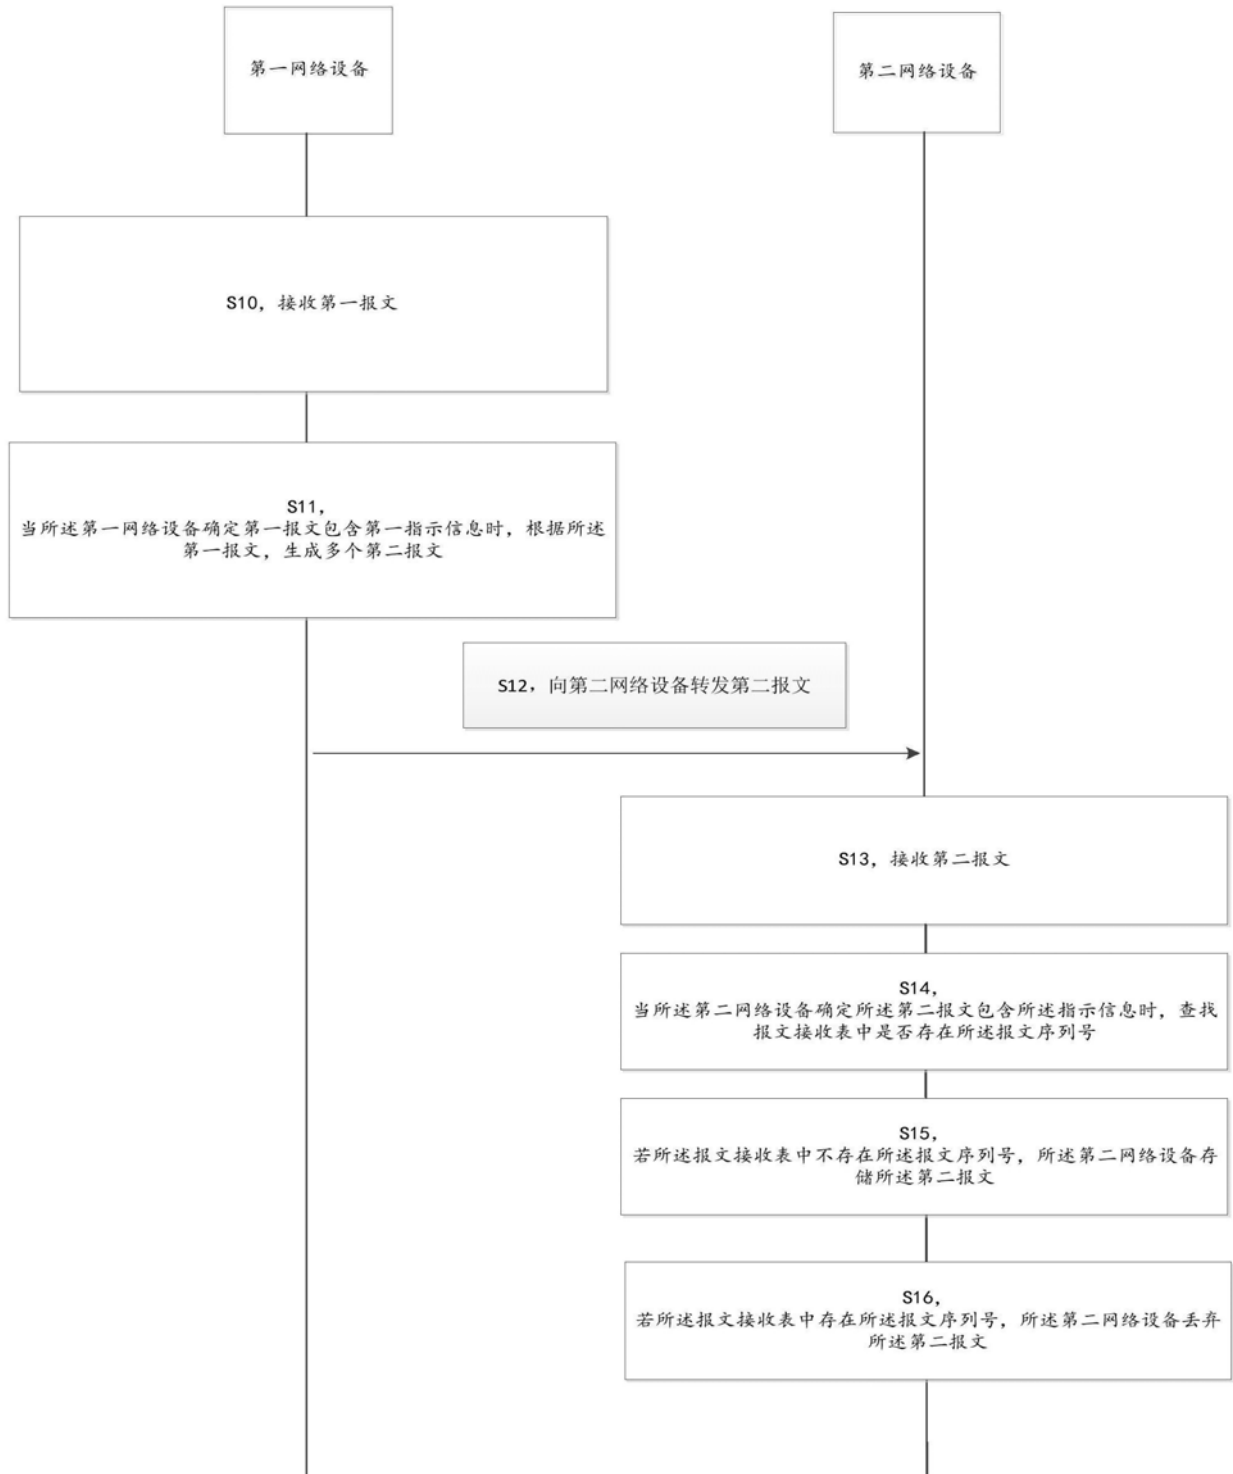 第一网络设备
第二网络设备
S10，接收第一报文
S11，
当所述第一网络设备确定第一报文包含第一指示信息时，根据所述
第一报文，生成多个第二报文
S12，向第二网络设备转发第二报文
S13，接收第二报文
S14，
当所述第二网络设备确定所述第二报文包含所述指示信息时，查找
报文接收表中是否存在所述报文序列号
S15，
若所述报文接收表中不存在所述报文序列号，所述第二网络设备存
储所述第二报文
S16，
若所述报文接收表中存在所述报文序列号，所述第二网络设备丢弃
所述第二报文